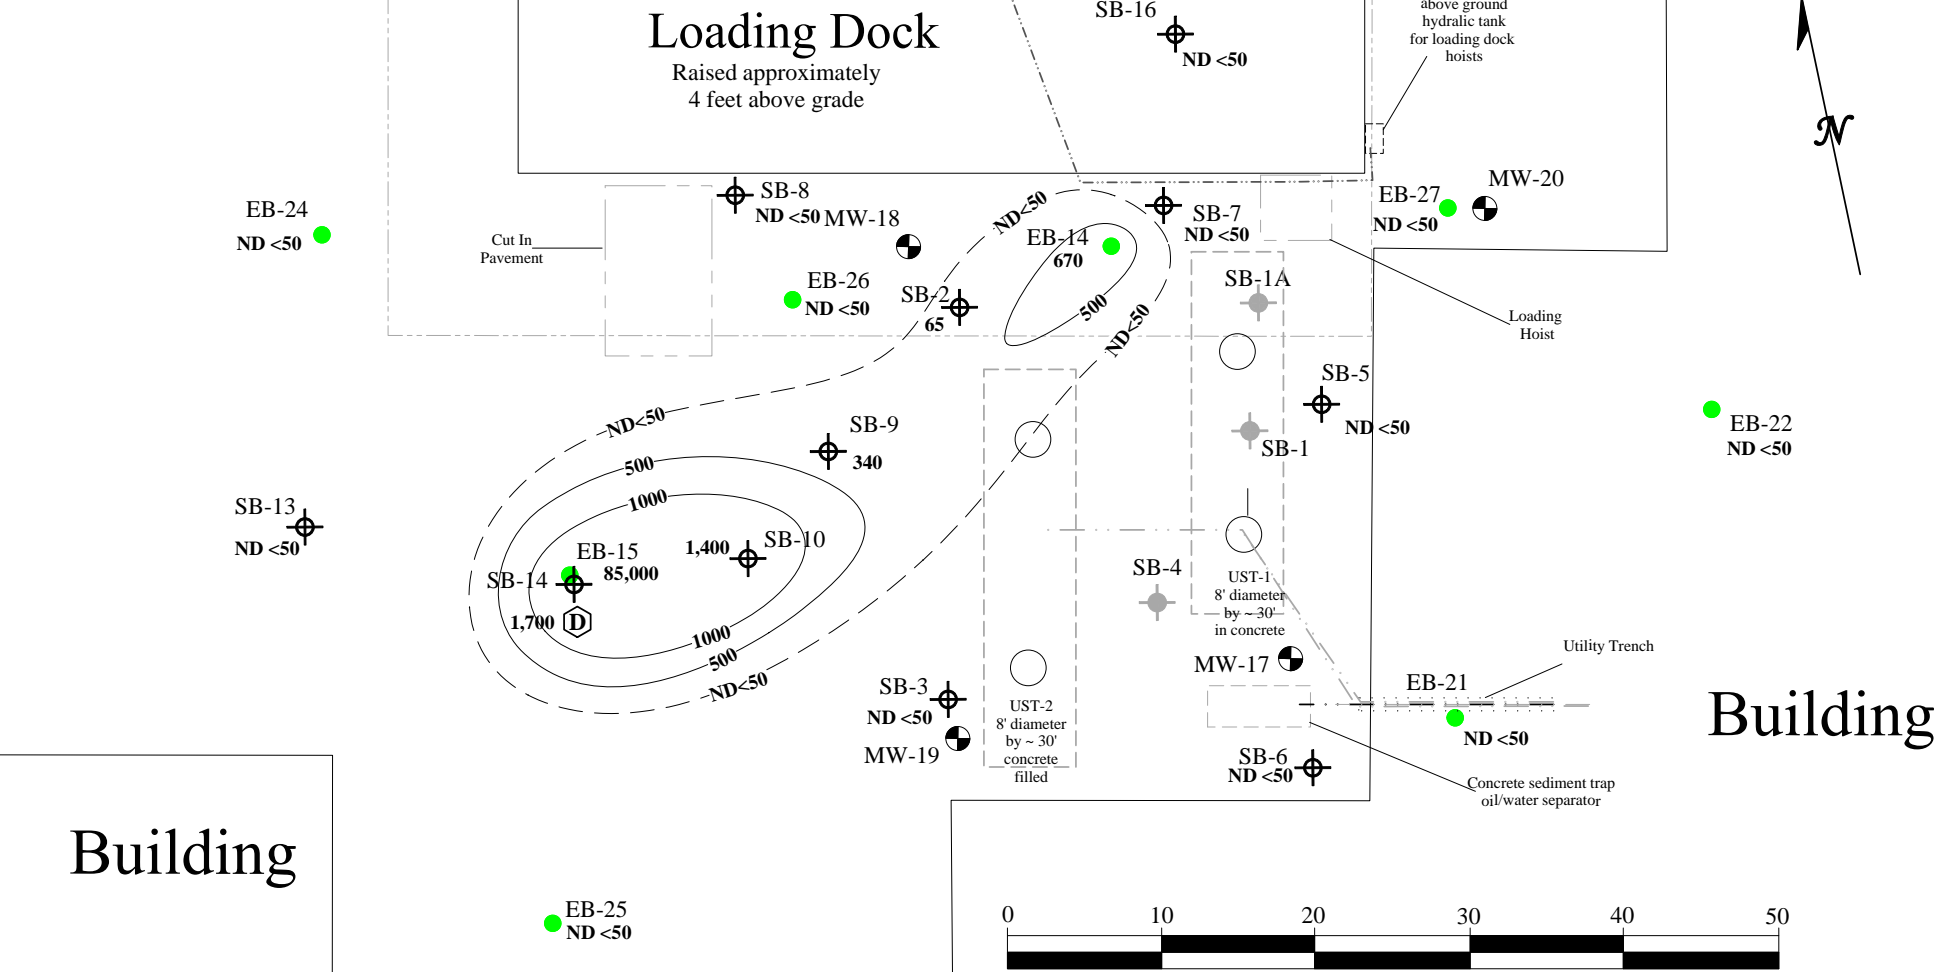 above ground
hydralic tank
for loading dock
hoists
SB-16
ND <50
Loading Dock
Raised approximately
4 feet above grade
N
EB-24
ND <50
SB-8
ND <50
MW-18
ND<50
SB-7
ND <50
EB-27
ND <50
MW-20
Cut In
Pavement
EB-14
670
EB-26
ND <50
SB-2
65
500
ND<50
SB-1A
Loading
Hoist
SB-5
ND <50
SB-1
EB-22
ND <50
ND<50
SB-9
340
500
1000
SB-13
ND <50
EB-15
85,000
SB-14
1,700
D
1,400
SB-10
1000
500
ND<50
SB-4
UST-1
8' diameter
by ~ 30'
in concrete
MW-17
Utility Trench
EB-21
ND <50
SB-3
ND <50
MW-19
UST-2
8' diameter
by ~ 30'
concrete
filled
SB-6
ND <50
Concrete sediment trap
oil/water separator
Building
Building
EB-25
ND <50
0 10 20 30 40 50